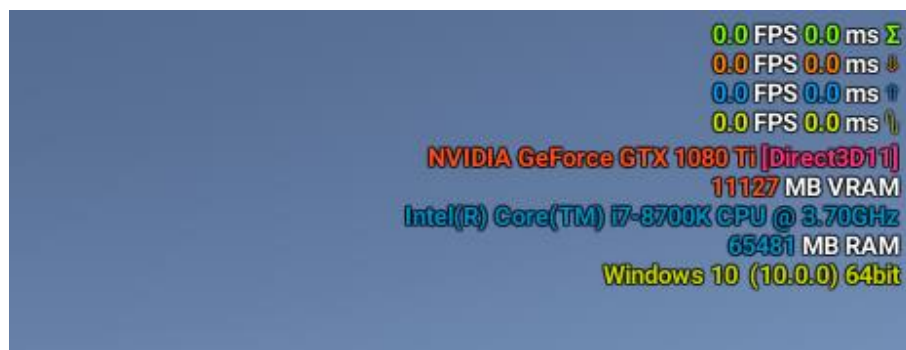 0.0 FPS 0.0 ms Σ
0.0 FPS 0.0 ms ⇓
0.0 FPS 0.0 ms ⇑
0.0 FPS 0.0 ms
NVIDIA GeForce GTX 1080 Ti [Direct3D11]
11127 MB VRAM
Intel(R) Core(TM) i7-8700K CPU @ 3.70GHz
65481 MB RAM
Windows 10 (10.0.0) 64bit